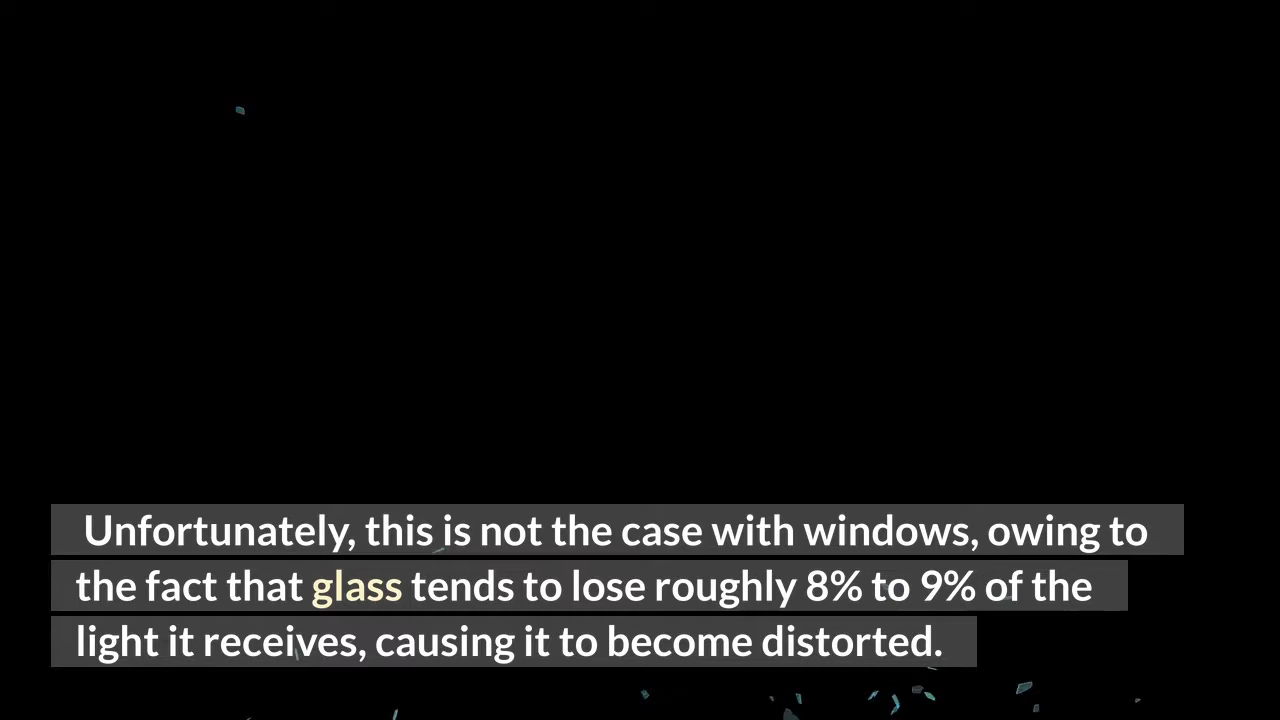 Unfortunately, this is not the case with windows, owing to
the fact that glass tends to lose roughly 8% to 9% of the
light it receives, causing it to become distorted.